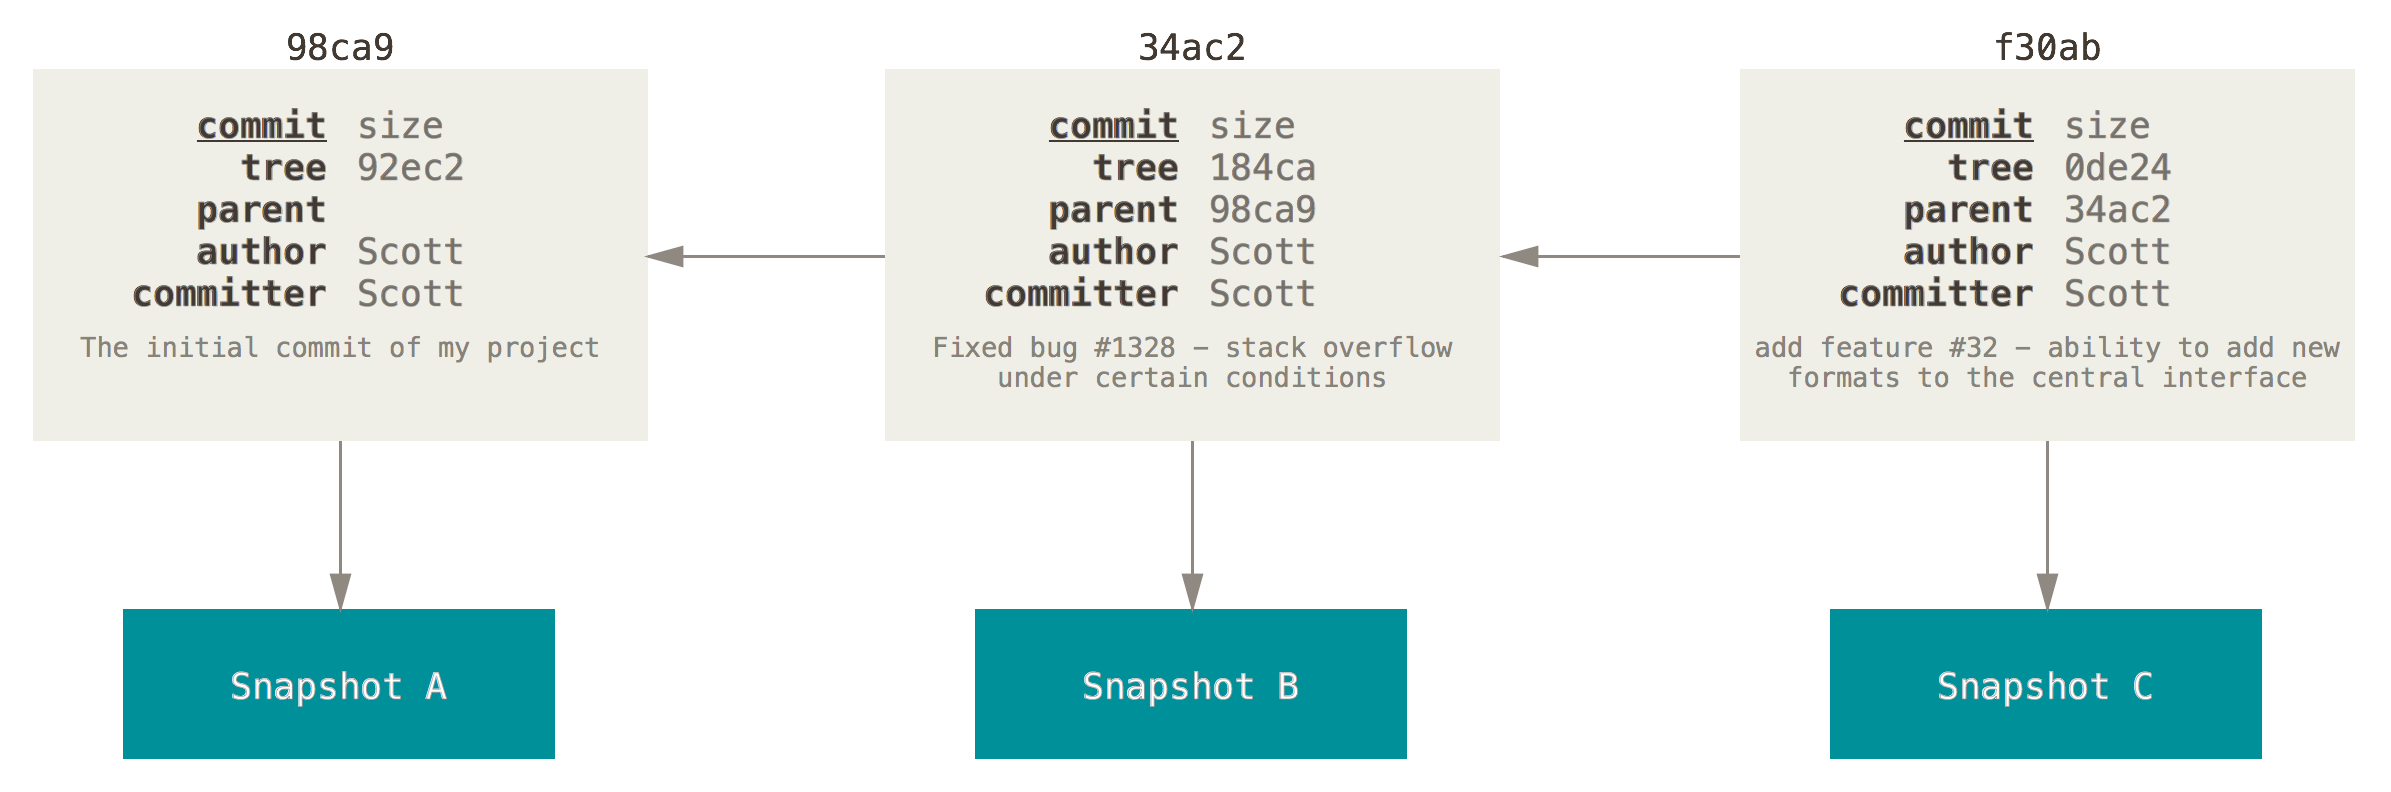 98ca9
commit size
tree 92ec2
parent
author Scott
committer Scott
The initial commit of my project
Snapshot A
34ac2
commit size
tree 184ca
parent 98ca9
author Scott
committer Scott
Fixed bug #1328 – stack overflow
under certain conditions
Snapshot B
f30ab
commit size
tree 0de24
parent 34ac2
author Scott
committer Scott
add feature #32 – ability to add new
formats to the central interface
Snapshot C